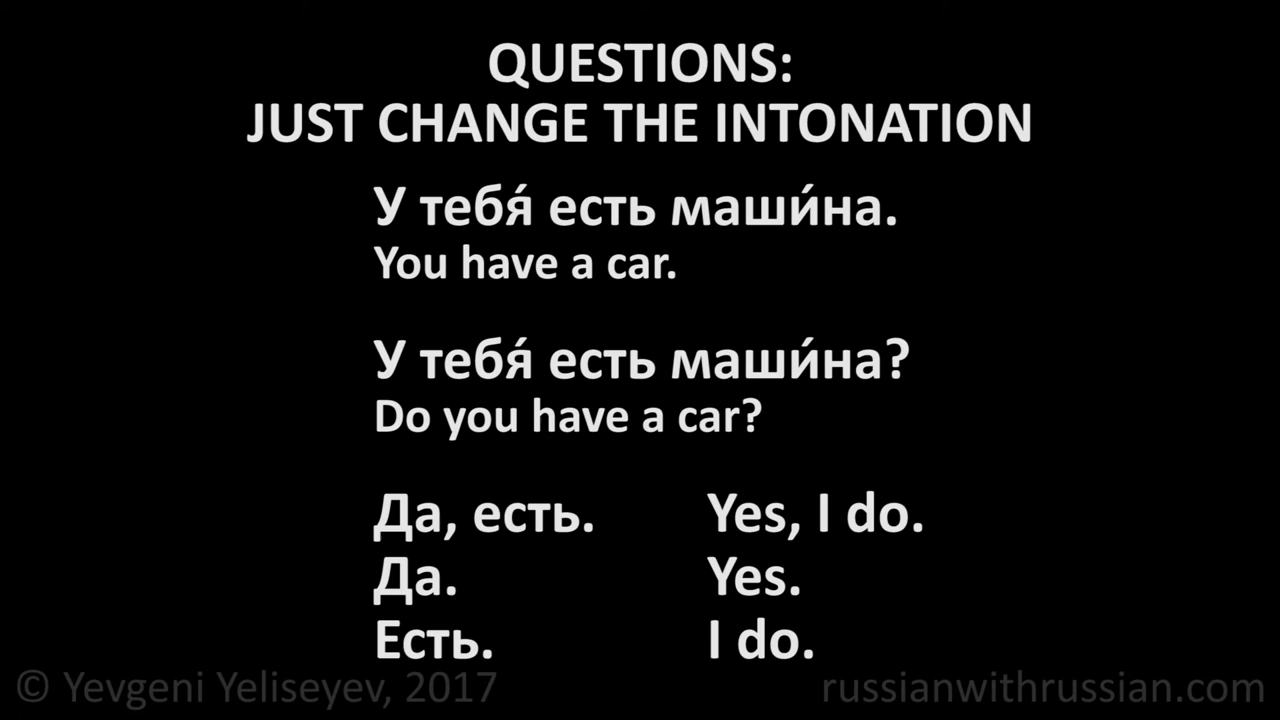 QUESTIONS:
JUST CHANGE THE INTONATION
У тебя́ есть маши́на.
You have a car.
У тебя́ есть маши́на?
Do you have a car?
Да, есть. Yes, I do.
Да. Yes.
Есть. I do.
© Yevgeni Yeliseyev, 2017 russianwithrussian.com